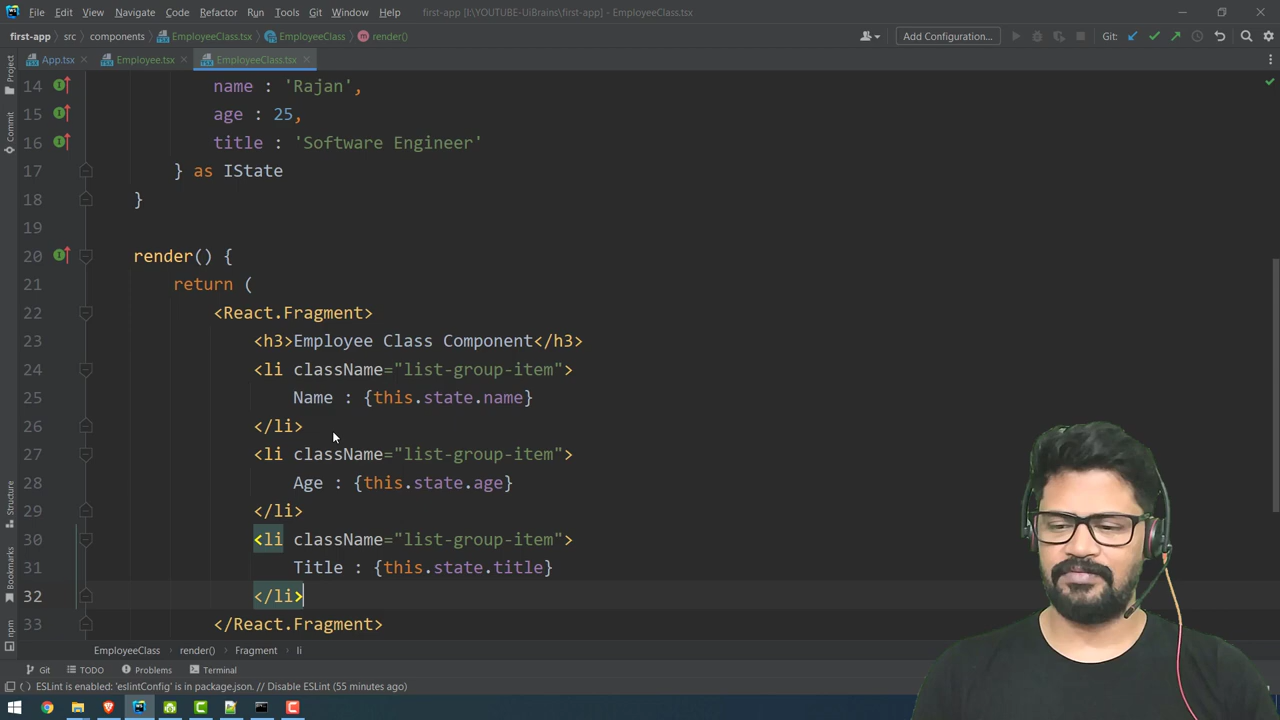 File Edit View Navigate Code Refactor Run Tools Git Window Help first-app [I:\YOUTUBE-UiBrains\first-app] - EmployeeClass.tsx
first-app src components EmployeeClass.tsx EmployeeClass render() Add Configuration... Git:
App.tsx Employee.tsx EmployeeClass.tsx
Project
Commit
Structure
Bookmarks
npm
14 name : 'Rajan',
15 age : 25,
16 title : 'Software Engineer'
17 } as IState
18 }
19
20 render() {
21 return (
22 <React.Fragment>
23 <h3>Employee Class Component</h3>
24 <li className="list-group-item">
25 Name : {this.state.name}
26 </li>
27 <li className="list-group-item">
28 Age : {this.state.age}
29 </li>
30 <li className="list-group-item">
31 Title : {this.state.title}
32 </li>
33 </React.Fragment>
EmployeeClass render() Fragment li
Git TODO Problems Terminal
ESLint is enabled: 'eslintConfig' is in package.json. // Disable ESLint (55 minutes ago)